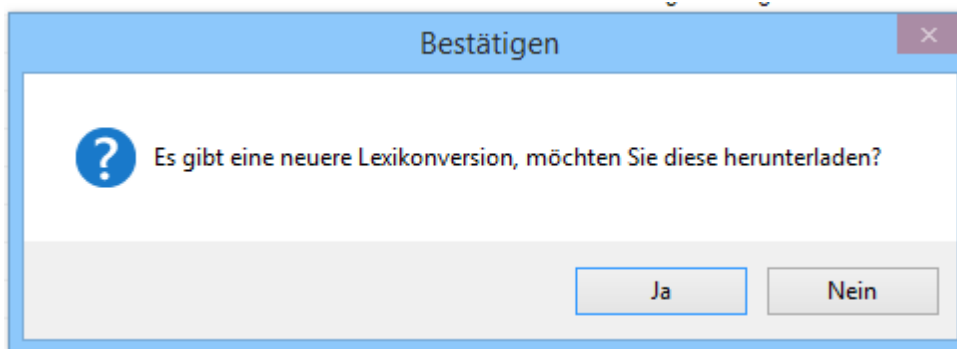 Bestätigen
Es gibt eine neuere Lexikonversion, möchten Sie diese herunterladen?
Ja
Nein